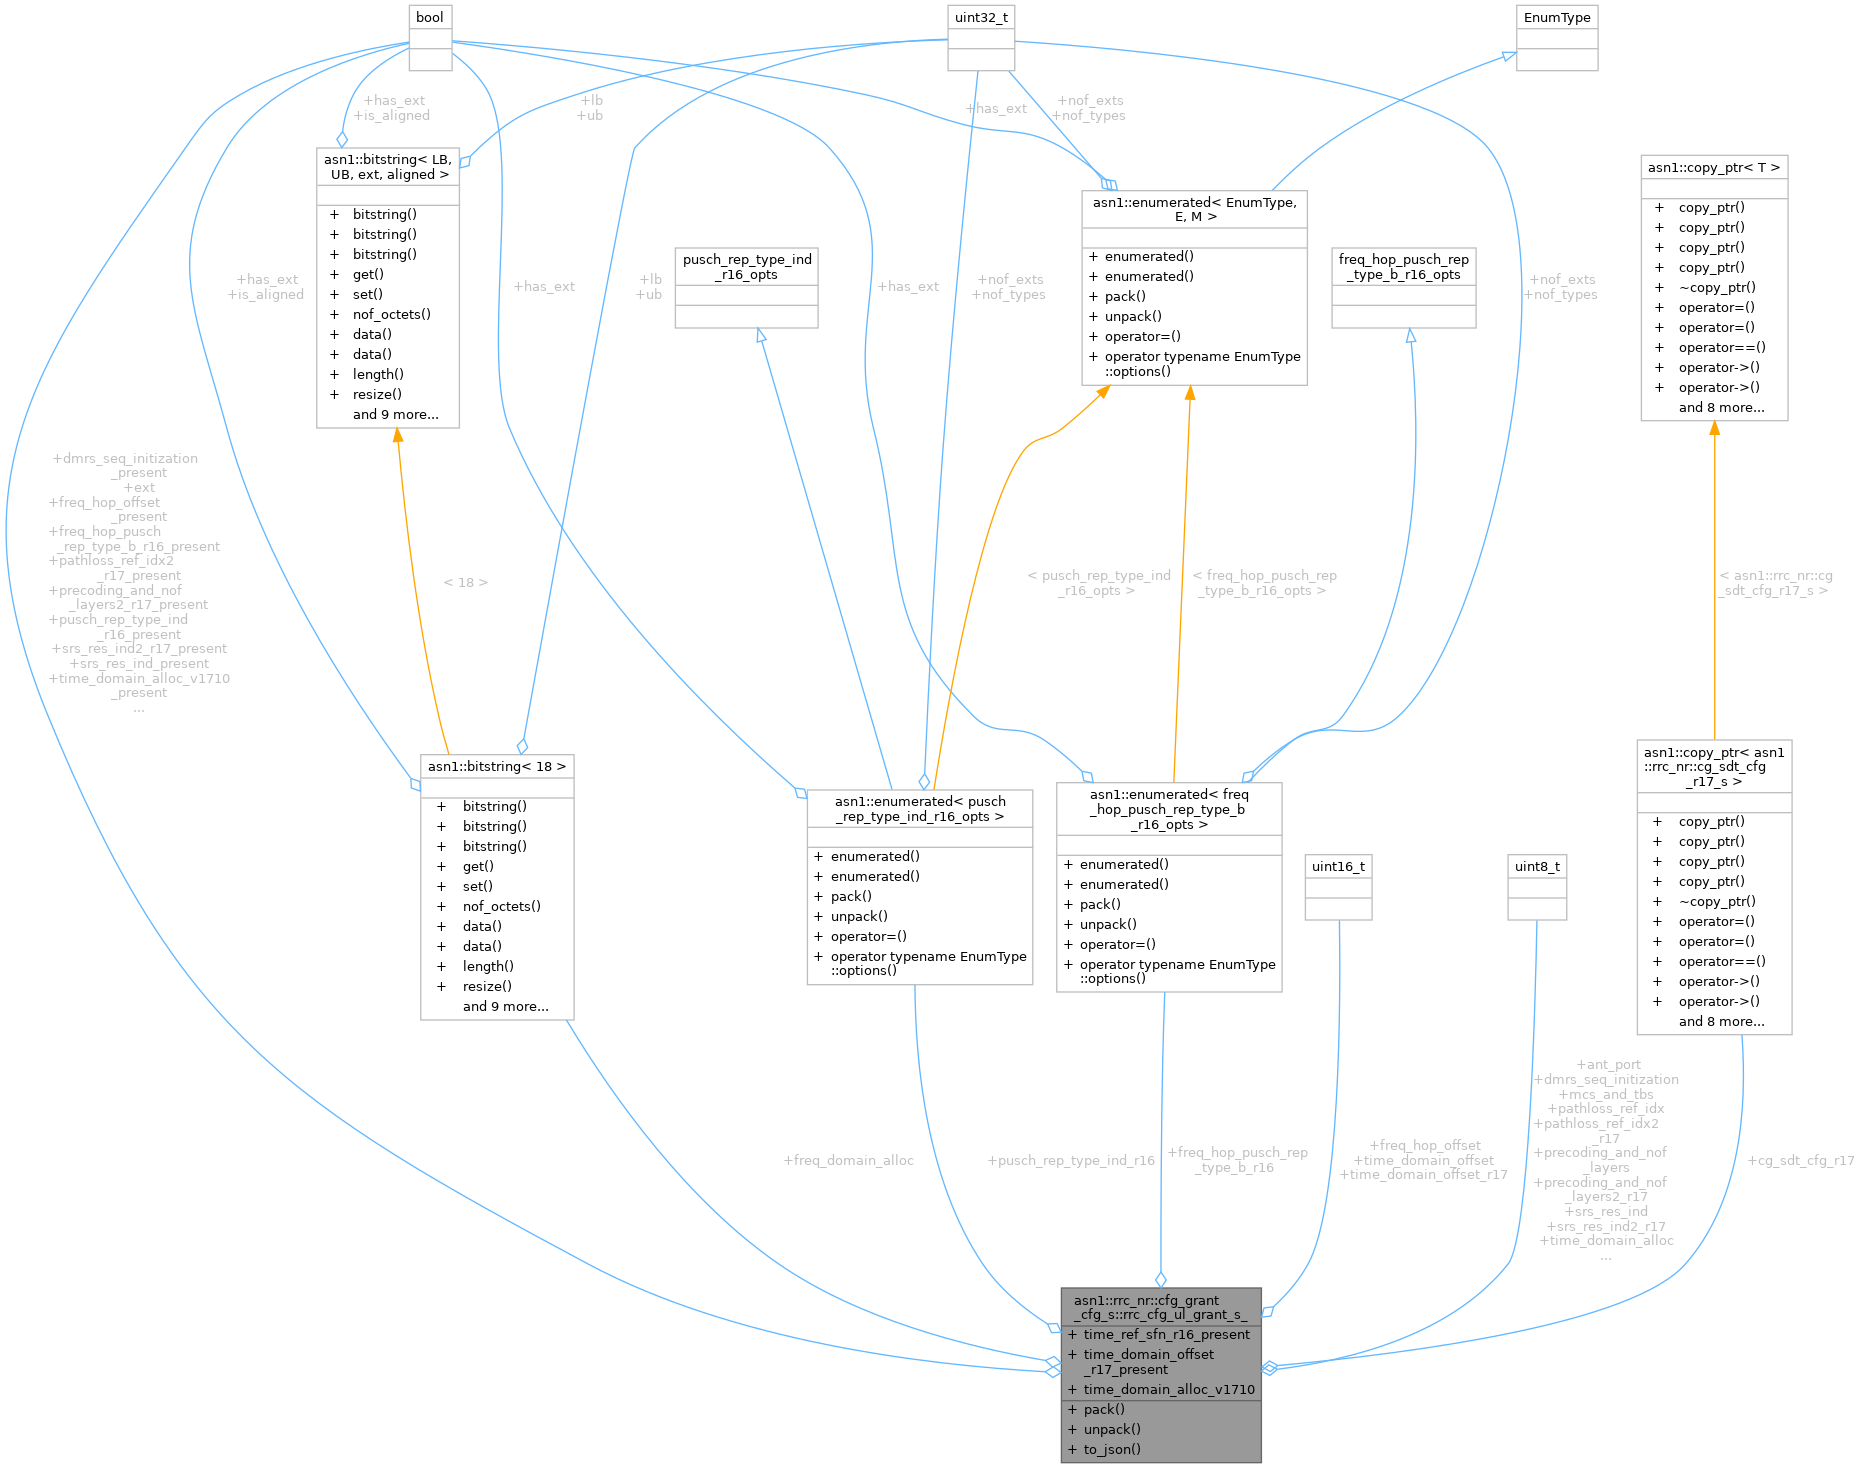 bool
uint32_t
EnumType
+has_ext
+is_aligned
+lb
+ub
+has_ext
+nof_exts
+nof_types
asn1::bitstring< LB,
UB, ext, aligned >
+ bitstring()
+ bitstring()
+ bitstring()
+ get()
+ set()
+ nof_octets()
+ data()
+ data()
+ length()
+ resize()
and 9 more...
asn1::enumerated< EnumType,
E, M >
+ enumerated()
+ enumerated()
+ pack()
+ unpack()
+ operator=()
+ operator typename EnumType
::options()
asn1::copy_ptr< T >
+ copy_ptr()
+ copy_ptr()
+ copy_ptr()
+ copy_ptr()
+ ~copy_ptr()
+ operator=()
+ operator=()
+ operator==()
+ operator->()
+ operator->()
and 8 more...
pusch_rep_type_ind
_r16_opts
freq_hop_pusch_rep
_type_b_r16_opts
+has_ext
+is_aligned
+has_ext
+lb
+ub
+has_ext
+nof_exts
+nof_types
+nof_exts
+nof_types
+dmrs_seq_initization
_present
+ext
+freq_hop_offset
_present
+freq_hop_pusch
_rep_type_b_r16_present
+pathloss_ref_idx2
_r17_present
+precoding_and_nof
_layers2_r17_present
+pusch_rep_type_ind
_r16_present
+srs_res_ind2_r17_present
+srs_res_ind_present
+time_domain_alloc_v1710
_present
...
< 18 >
< pusch_rep_type_ind
_r16_opts >
< freq_hop_pusch_rep
_type_b_r16_opts >
< asn1::rrc_nr::cg
_sdt_cfg_r17_s >
asn1::bitstring< 18 >
+ bitstring()
+ bitstring()
+ bitstring()
+ get()
+ set()
+ nof_octets()
+ data()
+ data()
+ length()
+ resize()
and 9 more...
asn1::enumerated< pusch
_rep_type_ind_r16_opts >
+ enumerated()
+ enumerated()
+ pack()
+ unpack()
+ operator=()
+ operator typename EnumType
::options()
asn1::enumerated< freq
_hop_pusch_rep_type_b
_r16_opts >
+ enumerated()
+ enumerated()
+ pack()
+ unpack()
+ operator=()
+ operator typename EnumType
::options()
uint16_t
uint8_t
asn1::copy_ptr< asn1
::rrc_nr::cg_sdt_cfg
_r17_s >
+ copy_ptr()
+ copy_ptr()
+ copy_ptr()
+ copy_ptr()
+ ~copy_ptr()
+ operator=()
+ operator=()
+ operator==()
+ operator->()
+ operator->()
and 8 more...
+freq_domain_alloc
+pusch_rep_type_ind_r16
+freq_hop_pusch_rep
_type_b_r16
+freq_hop_offset
+time_domain_offset
+time_domain_offset_r17
+ant_port
+dmrs_seq_initization
+mcs_and_tbs
+pathloss_ref_idx
+pathloss_ref_idx2
_r17
+precoding_and_nof
_layers
+precoding_and_nof
_layers2_r17
+srs_res_ind
+srs_res_ind2_r17
+time_domain_alloc
...
+cg_sdt_cfg_r17
asn1::rrc_nr::cfg_grant
_cfg_s::rrc_cfg_ul_grant_s_
+ time_ref_sfn_r16_present
+ time_domain_offset
_r17_present
+ time_domain_alloc_v1710
+ pack()
+ unpack()
+ to_json()